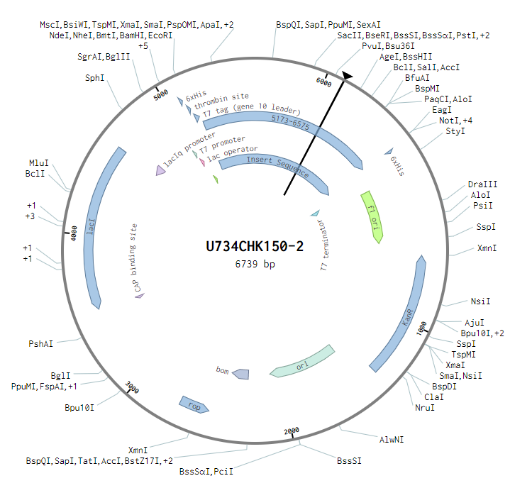 MscI,BsiWI,TspMI,XmaI,SmaI,PspOMI,ApaI,+2
NdeI,NheI,BmtI,BamHI,EcoRI
+5
SgrAI,BglII
SphI
5000
BspQI,SapI,PpuMI,SexAI
SacII,BseRI,BssSI,BssSαI,PstI,+2
PvuI,Bsu36I
6000
AgeI,BssHII
BclI,SalI,AccI
BfuAI
BspMI
PaqCI,AloI
EagI
NotI,+4
StyI
6xHis
thrombin site
T7 tag (gene 10 leader)
5173-6575
lacIq promoter
T7 promoter
lac operator
Insert Sequence
6xHis
MluI
BclI
+1
+3
4000
+1
+1
lacI
CAP binding site
T7 terminator
f1 ori
DraIII
AloI
PsiI
SspI
XmnI
U734CHK150-2
6739 bp
NsiI
AjuI
Bpu10I,+2
SspI
TspMI
XmaI
SmaI,NsiI
BspDI
ClaI
NruI
1000
KanR
PshAI
BglI
PpuMI,FspAI,+1
Bpu10I
3000
rop
bom
ori
AlwNI
2000
XmnI
BspQI,SapI,TatI,AccI,BstZ17I,+2
BssSαI,PciI
BssSI